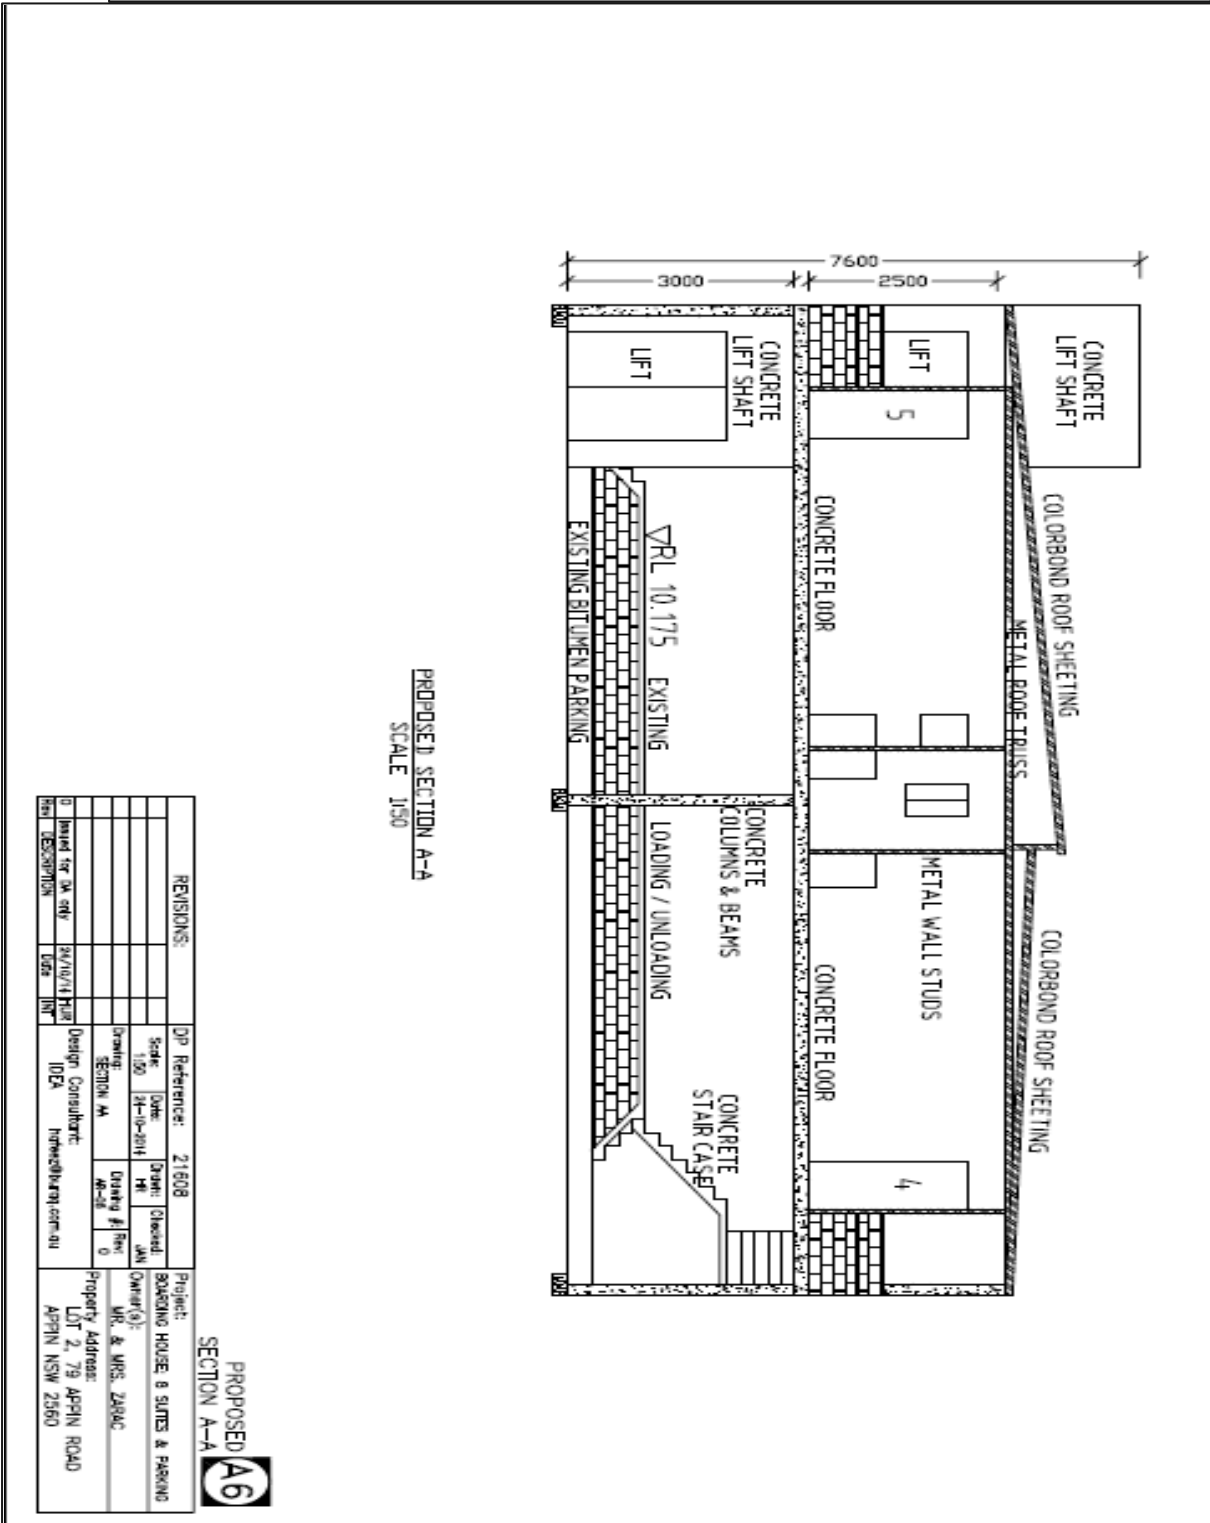 7600
3000
2500
CONCRETE
LIFT SHAFT
COLORBOND ROOF SHEETING
COLORBOND ROOF SHEETING
METAL ROOF TRUSS
LIFT
5
METAL WALL STUDS
4
CONCRETE FLOOR
CONCRETE FLOOR
CONCRETE
LIFT SHAFT
LIFT
CONCRETE
COLUMNS & BEAMS
CONCRETE
STAIR CASE
RL 10.175
EXISTING
LOADING / UNLOADING
EXISTING BITUMEN PARKING
PROPOSED SECTION A-A
SCALE 1:50
PROPOSED
SECTION A-A
A6
REVISIONS:
0 Issued for DA only 24/10/14
Rev DESCRIPTION Date INT
DP Reference: 21608
Scale: 1:50
Date: 24-10-2014
Drawn: HR
Checked: JAN
Drawing: SECTION AA
Drawing #: AR-06
Rev: 0
Design Consultant:
IDEA
Project:
BOARDING HOUSE, 8 SUITES & PARKING
Owner(s):
MR. & MRS. ZARAC
Property Address:
LOT 2, 79 APPIN ROAD
APPIN NSW 2560